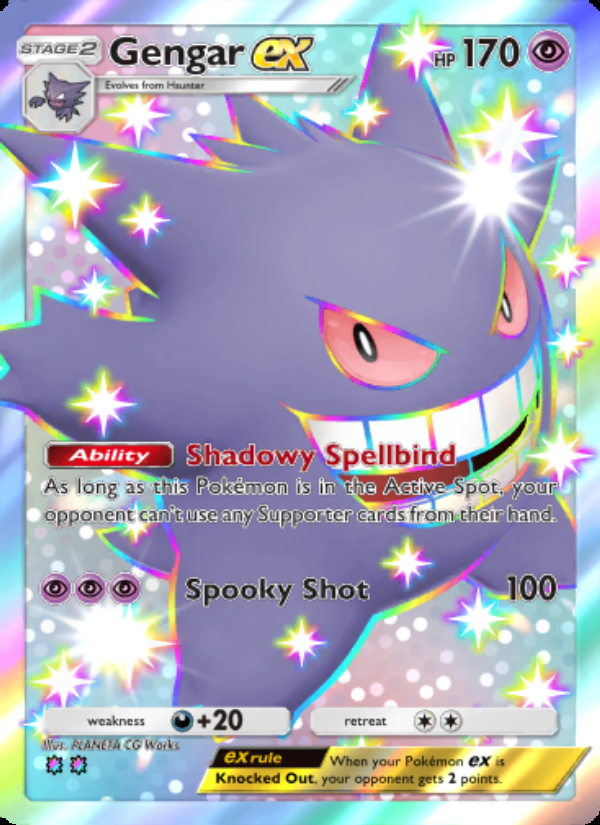 STAGE 2 Gengar ex HP 170
Evolves from Haunter
Ability Shadowy Spellbind
As long as this Pokémon is in the Active Spot, your
opponent can't use any Supporter cards from their hand.
Spooky Shot 100
weakness +20 retreat
Illus. PLANETA CG Works
ex rule When your Pokémon ex is
Knocked Out, your opponent gets 2 points.